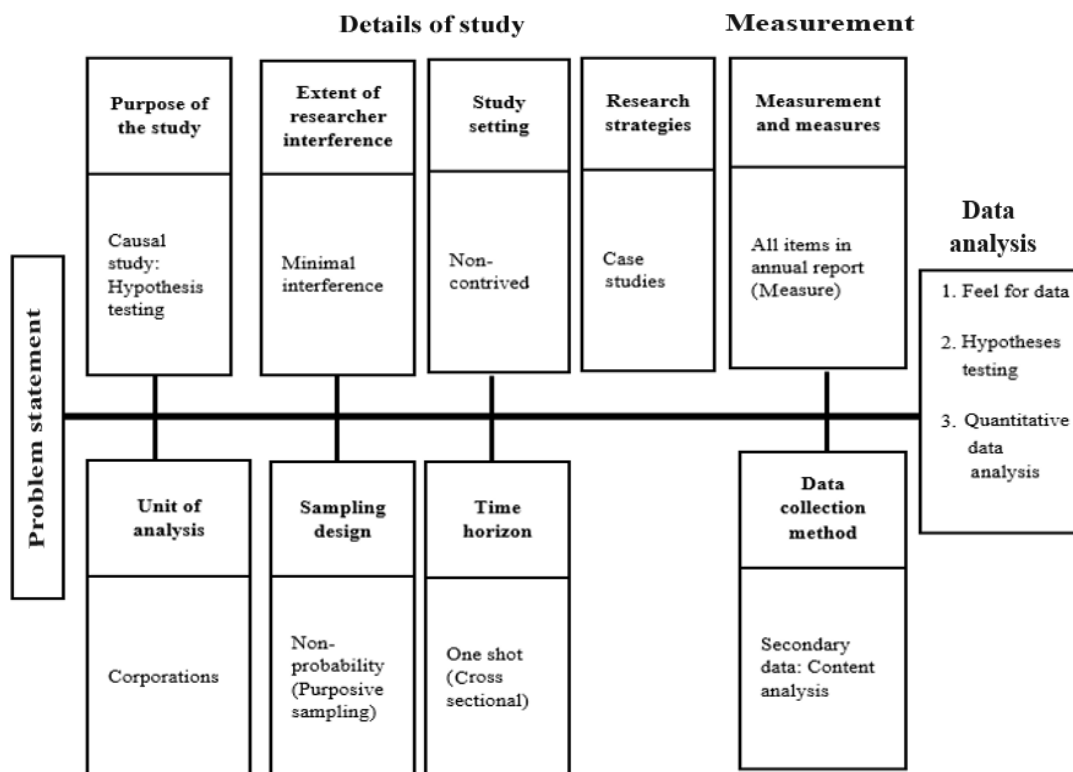 Details of study
Measurement
Purpose of
the study
Extent of
researcher
interference
Study
setting
Research
strategies
Measurement
and measures
Causal
study:
Hypothesis
testing
Minimal
interference
Non-
contrived
Case
studies
All items in
annual report
(Measure)
Data
analysis
1. Feel for data
2. Hypotheses
testing
3. Quantitative
data
analysis
Problem statement
Unit of
analysis
Sampling
design
Time
horizon
Data
collection
method
Corporations
Non-
probability
(Purposive
sampling)
One shot
(Cross
sectional)
Secondary
data: Content
analysis